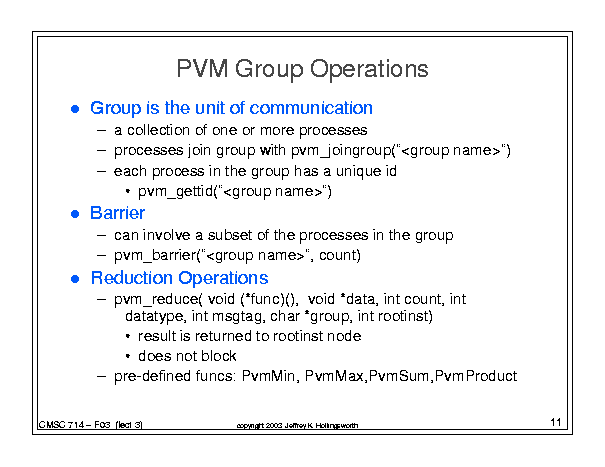 PVM Group Operations
● Group is the unit of communication
– a collection of one or more processes
– processes join group with pvm_joingroup("<group name>")
– each process in the group has a unique id
• pvm_gettid("<group name>")
● Barrier
– can involve a subset of the processes in the group
– pvm_barrier("<group name>", count)
● Reduction Operations
– pvm_reduce( void (*func)(), void *data, int count, int
datatype, int msgtag, char *group, int rootinst)
• result is returned to rootinst node
• does not block
– pre-defined funcs: PvmMin, PvmMax,PvmSum,PvmProduct
CMSC 714 – F03 (lect 3)
copyright 2003 Jeffrey K. Hollingsworth
11